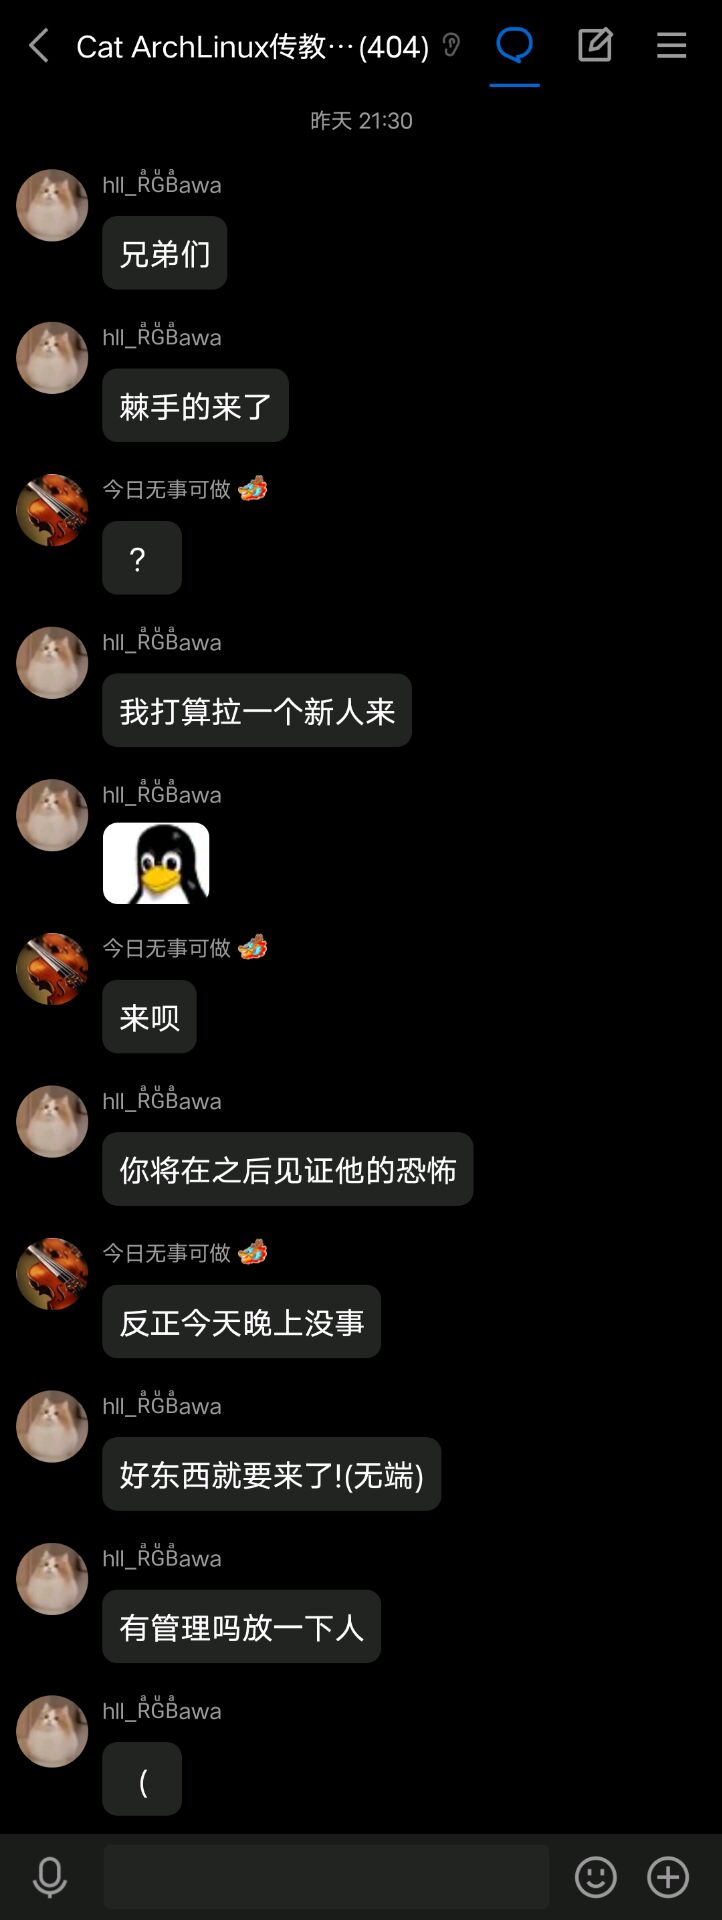 Cat ArchLinux传教…(404)
昨天 21:30
hll_RͣGͧBͣawa
兄弟们
hll_RͣGͧBͣawa
棘手的来了
今日无事可做
？
hll_RͣGͧBͣawa
我打算拉一个新人来
hll_RͣGͧBͣawa
今日无事可做
来呗
hll_RͣGͧBͣawa
你将在之后见证他的恐怖
今日无事可做
反正今天晚上没事
hll_RͣGͧBͣawa
好东西就要来了!(无端)
hll_RͣGͧBͣawa
有管理吗放一下人
hll_RͣGͧBͣawa
（